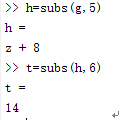 >> h=subs(g,5)
h =
z + 8
>> t=subs(h,6)
t =
14